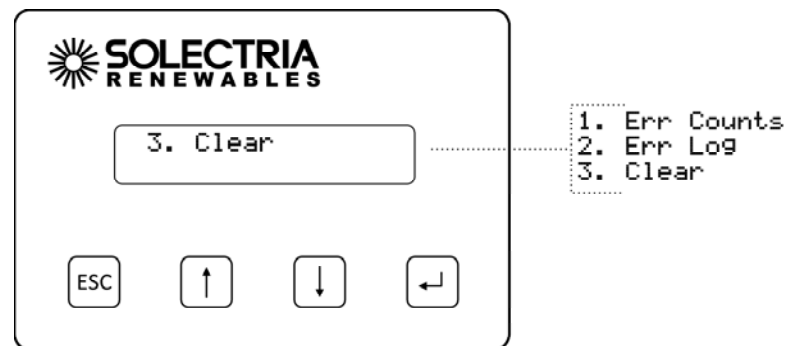 SOLECTRIA
RENEWABLES
3. Clear
1. Err Counts
2. Err Log
3. Clear
ESC